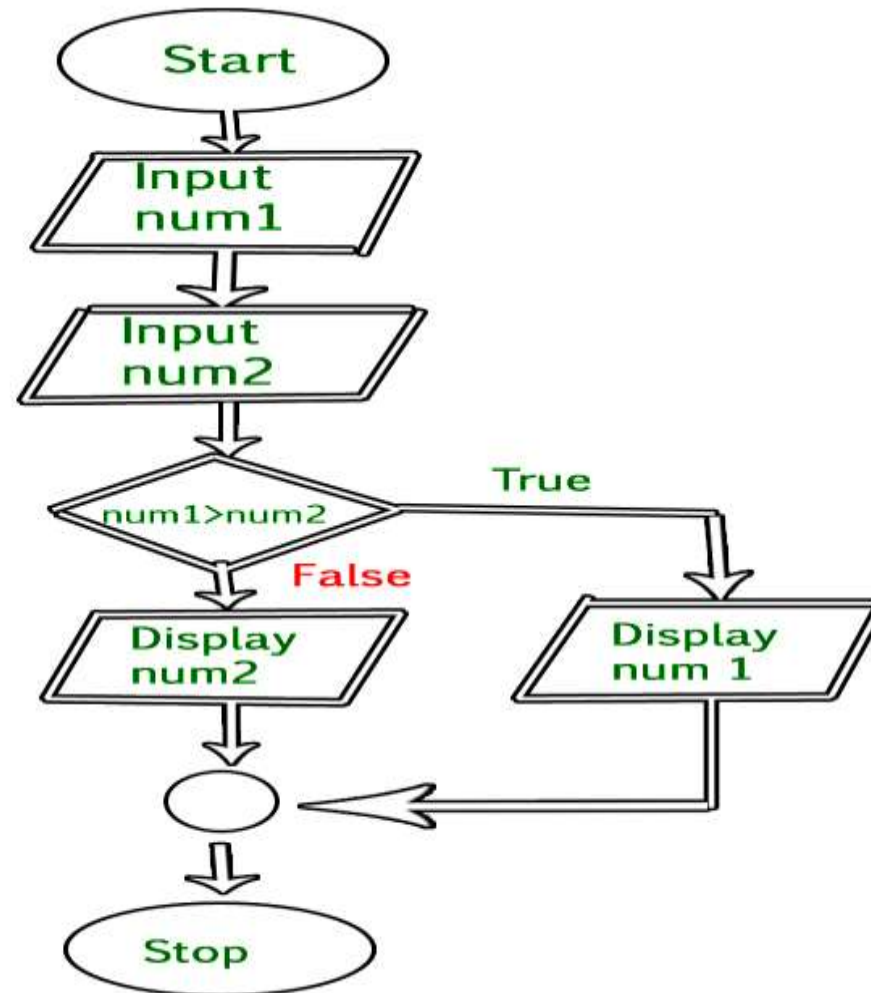 Start
Input
num1
Input
num2
num1>num2
True
False
Display
num2
Display
num 1
Stop